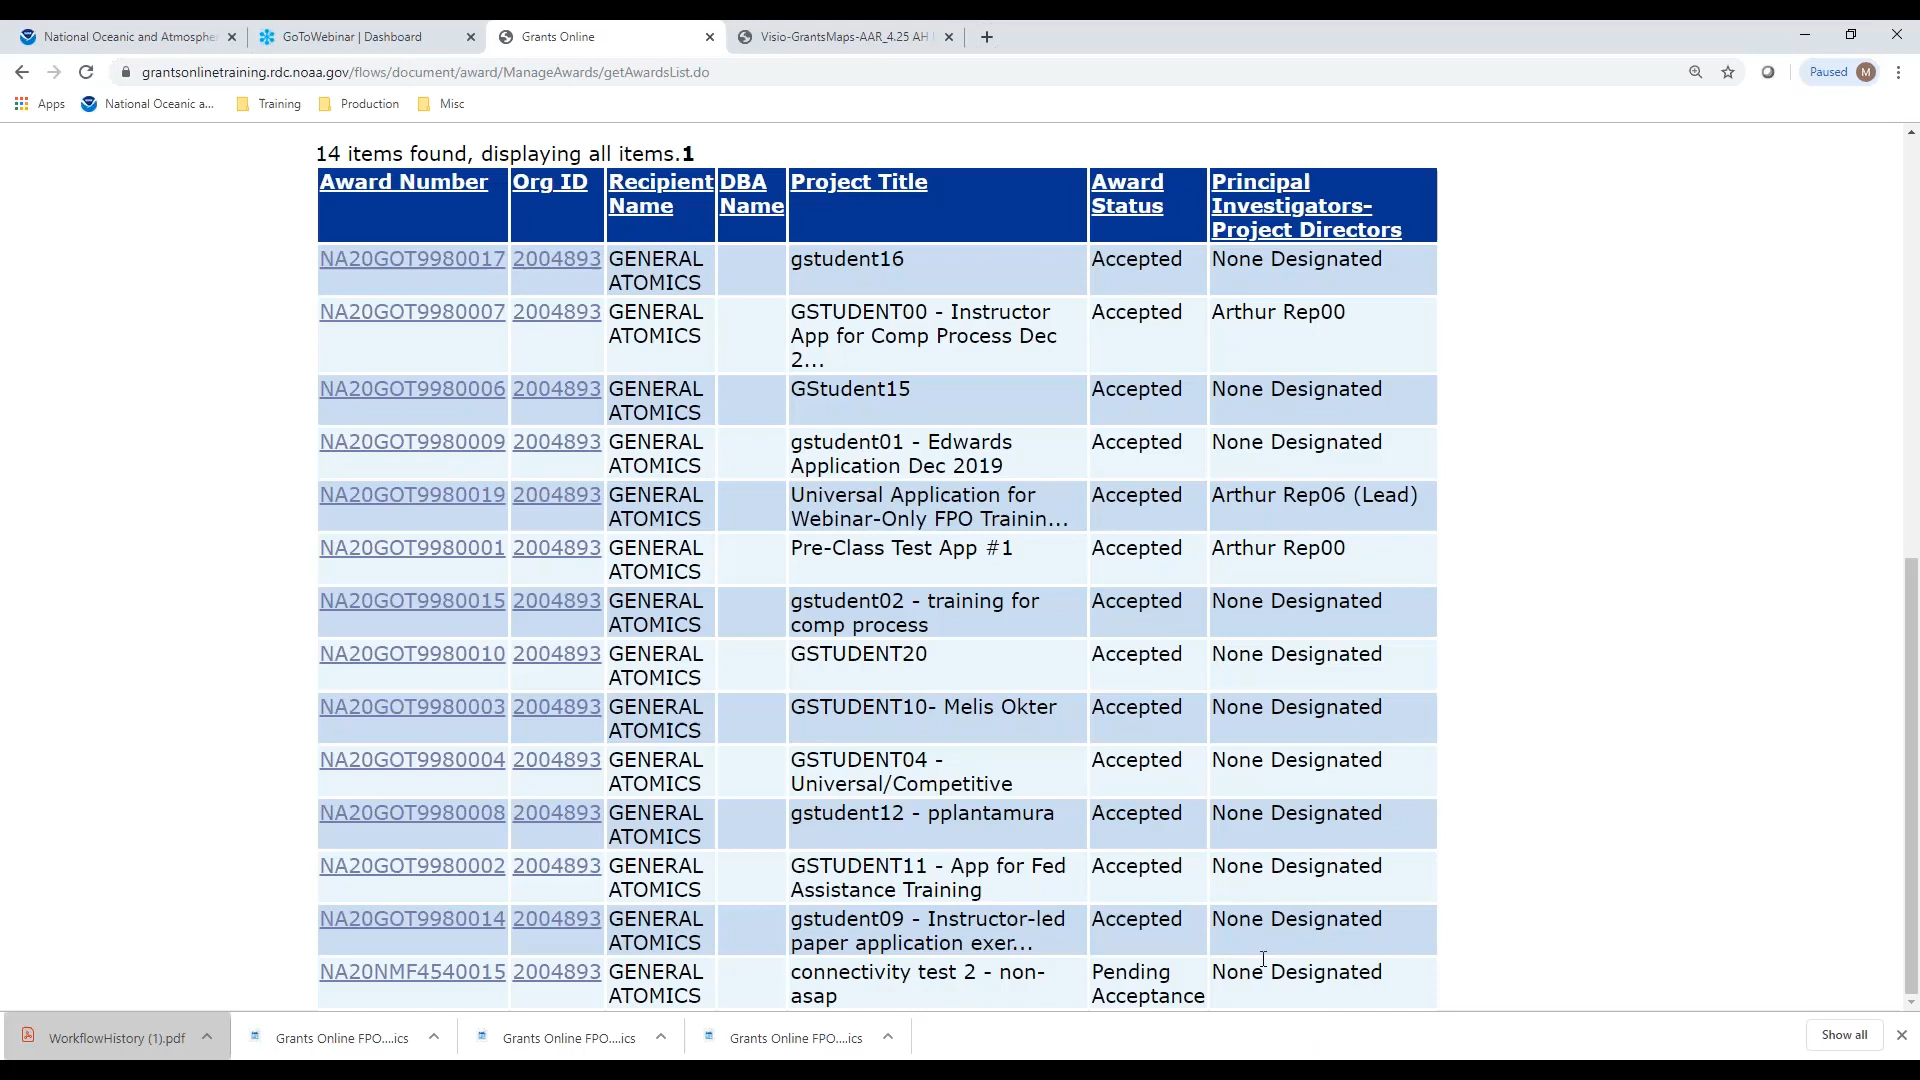 National Oceanic and Atmosphe
GoToWebinar | Dashboard
Grants Online
Visio-GrantsMaps-AAR_4.25 AH
grantsonlinetraining.rdc.noaa.gov/flows/document/award/ManageAwards/getAwardsList.do
Paused M
Apps National Oceanic a... Training Production Misc
14 items found, displaying all items.1
Award Number Org ID Recipient Name DBA Name Project Title Award Status Principal Investigators-Project Directors
NA20GOT9980017 2004893 GENERAL ATOMICS gstudent16 Accepted None Designated
NA20GOT9980007 2004893 GENERAL ATOMICS GSTUDENT00 - Instructor App for Comp Process Dec 2... Accepted Arthur Rep00
NA20GOT9980006 2004893 GENERAL ATOMICS GStudent15 Accepted None Designated
NA20GOT9980009 2004893 GENERAL ATOMICS gstudent01 - Edwards Application Dec 2019 Accepted None Designated
NA20GOT9980019 2004893 GENERAL ATOMICS Universal Application for Webinar-Only FPO Trainin... Accepted Arthur Rep06 (Lead)
NA20GOT9980001 2004893 GENERAL ATOMICS Pre-Class Test App #1 Accepted Arthur Rep00
NA20GOT9980015 2004893 GENERAL ATOMICS gstudent02 - training for comp process Accepted None Designated
NA20GOT9980010 2004893 GENERAL ATOMICS GSTUDENT20 Accepted None Designated
NA20GOT9980003 2004893 GENERAL ATOMICS GSTUDENT10- Melis Okter Accepted None Designated
NA20GOT9980004 2004893 GENERAL ATOMICS GSTUDENT04 - Universal/Competitive Accepted None Designated
NA20GOT9980008 2004893 GENERAL ATOMICS gstudent12 - pplantamura Accepted None Designated
NA20GOT9980002 2004893 GENERAL ATOMICS GSTUDENT11 - App for Fed Assistance Training Accepted None Designated
NA20GOT9980014 2004893 GENERAL ATOMICS gstudent09 - Instructor-led paper application exer... Accepted None Designated
NA20NMF4540015 2004893 GENERAL ATOMICS connectivity test 2 - non-asap Pending Acceptance None Designated
WorkflowHistory (1).pdf
Grants Online FPO....ics
Grants Online FPO....ics
Grants Online FPO....ics
Show all